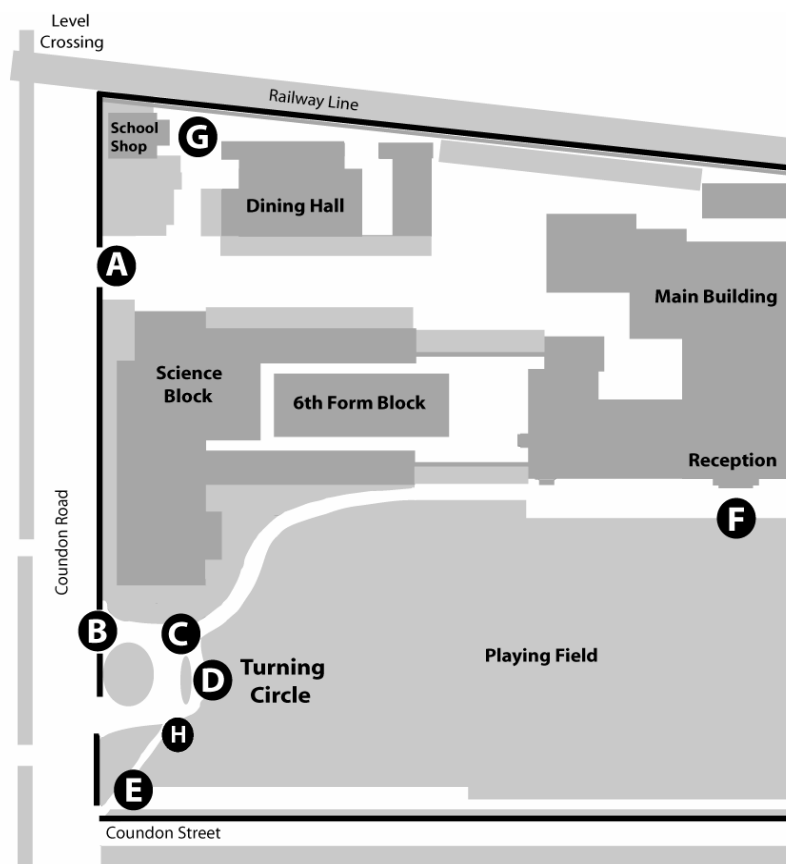 Level
Crossing
Railway Line
School
Shop
G
Dining Hall
A
Main Building
Science
Block
6th Form Block
Reception
F
Coundon Road
B
C
Playing Field
D
Turning
Circle
H
E
Coundon Street